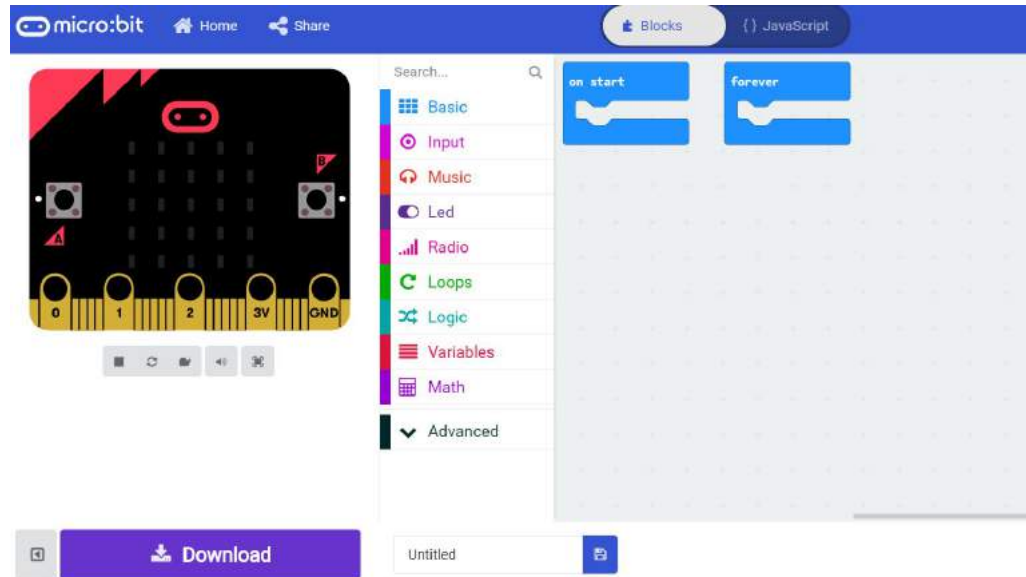 micro:bit Home Share Blocks {} JavaScript
Search...
Basic
Input
Music
Led
Radio
Loops
Logic
Variables
Math
Advanced
on start forever
B
A
0 1 2 3V GND
Download
Untitled